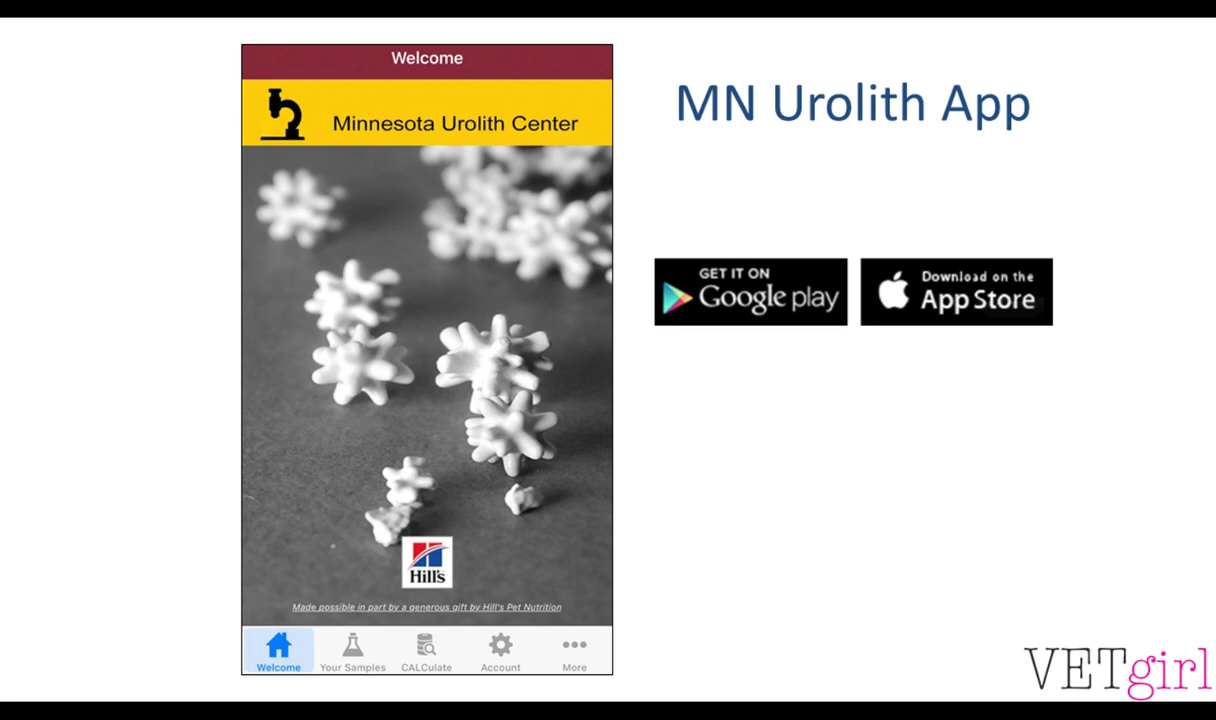 Welcome
Minnesota Urolith Center
Hill's
Made possible in part by a generous gift by Hill's Pet Nutrition
Welcome
Your Samples
CALCulate
Account
More
MN Urolith App
GET IT ON
Google play
Download on the
App Store
VETgirl